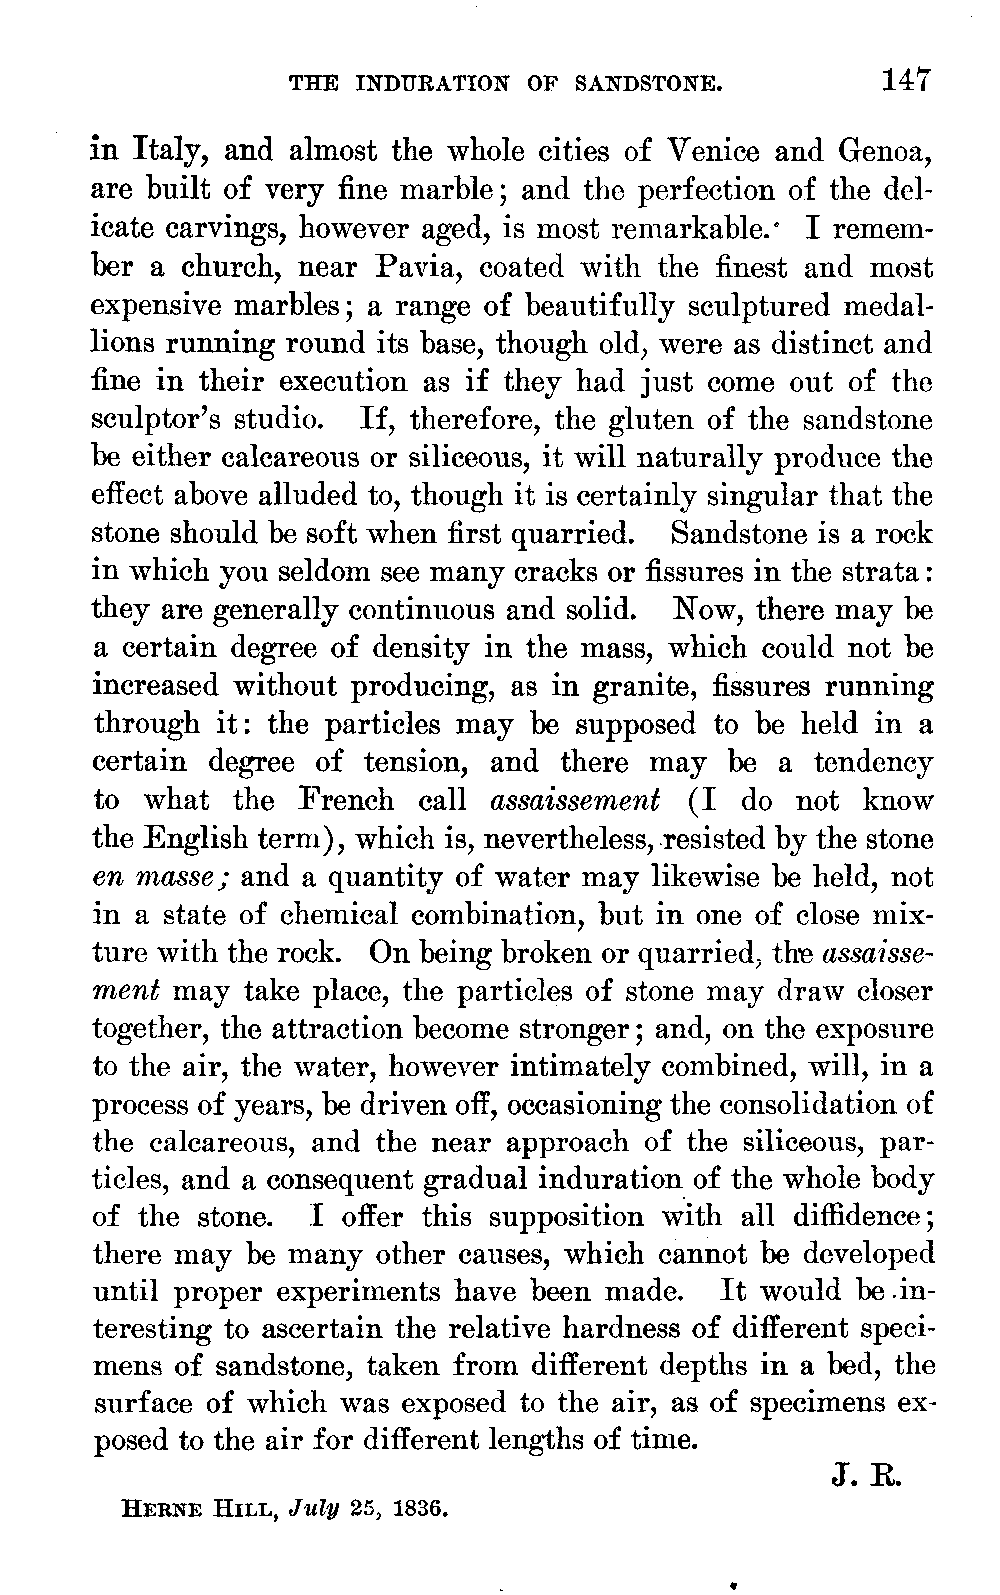 THE INDURATION OF SANDSTONE. 147
in Italy, and almost the whole cities of Venice and Genoa,
are built of very fine marble; and the perfection of the del-
icate carvings, however aged, is most remarkable. I remem-
ber a church, near Pavia, coated with the finest and most
expensive marbles; a range of beautifully sculptured medal-
lions running round its base, though old, were as distinct and
fine in their execution as if they had just come out of the
sculptor's studio. If, therefore, the gluten of the sandstone
be either calcareous or siliceous, it will naturally produce the
effect above alluded to, though it is certainly singular that the
stone should be soft when first quarried. Sandstone is a rock
in which you seldom see many cracks or fissures in the strata:
they are generally continuous and solid. Now, there may be
a certain degree of density in the mass, which could not be
increased without producing, as in granite, fissures running
through it: the particles may be supposed to be held in a
certain degree of tension, and there may be a tendency
to what the French call assaissement (I do not know
the English term), which is, nevertheless, resisted by the stone
en masse; and a quantity of water may likewise be held, not
in a state of chemical combination, but in one of close mix-
ture with the rock. On being broken or quarried, the assaisse-
ment may take place, the particles of stone may draw closer
together, the attraction become stronger; and, on the exposure
to the air, the water, however intimately combined, will, in a
process of years, be driven off, occasioning the consolidation of
the calcareous, and the near approach of the siliceous, par-
ticles, and a consequent gradual induration of the whole body
of the stone. I offer this supposition with all diffidence;
there may be many other causes, which cannot be developed
until proper experiments have been made. It would be in-
teresting to ascertain the relative hardness of different speci-
mens of sandstone, taken from different depths in a bed, the
surface of which was exposed to the air, as of specimens ex-
posed to the air for different lengths of time.
J. R.
HERNE HILL, July 25, 1836.